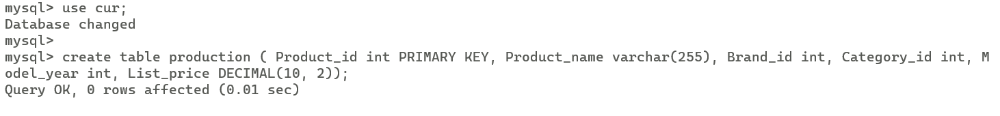 mysql> use cur;
Database changed
mysql>
mysql> create table production ( Product_id int PRIMARY KEY, Product_name varchar(255), Brand_id int, Category_id int, M
odel_year int, List_price DECIMAL(10, 2));
Query OK, 0 rows affected (0.01 sec)